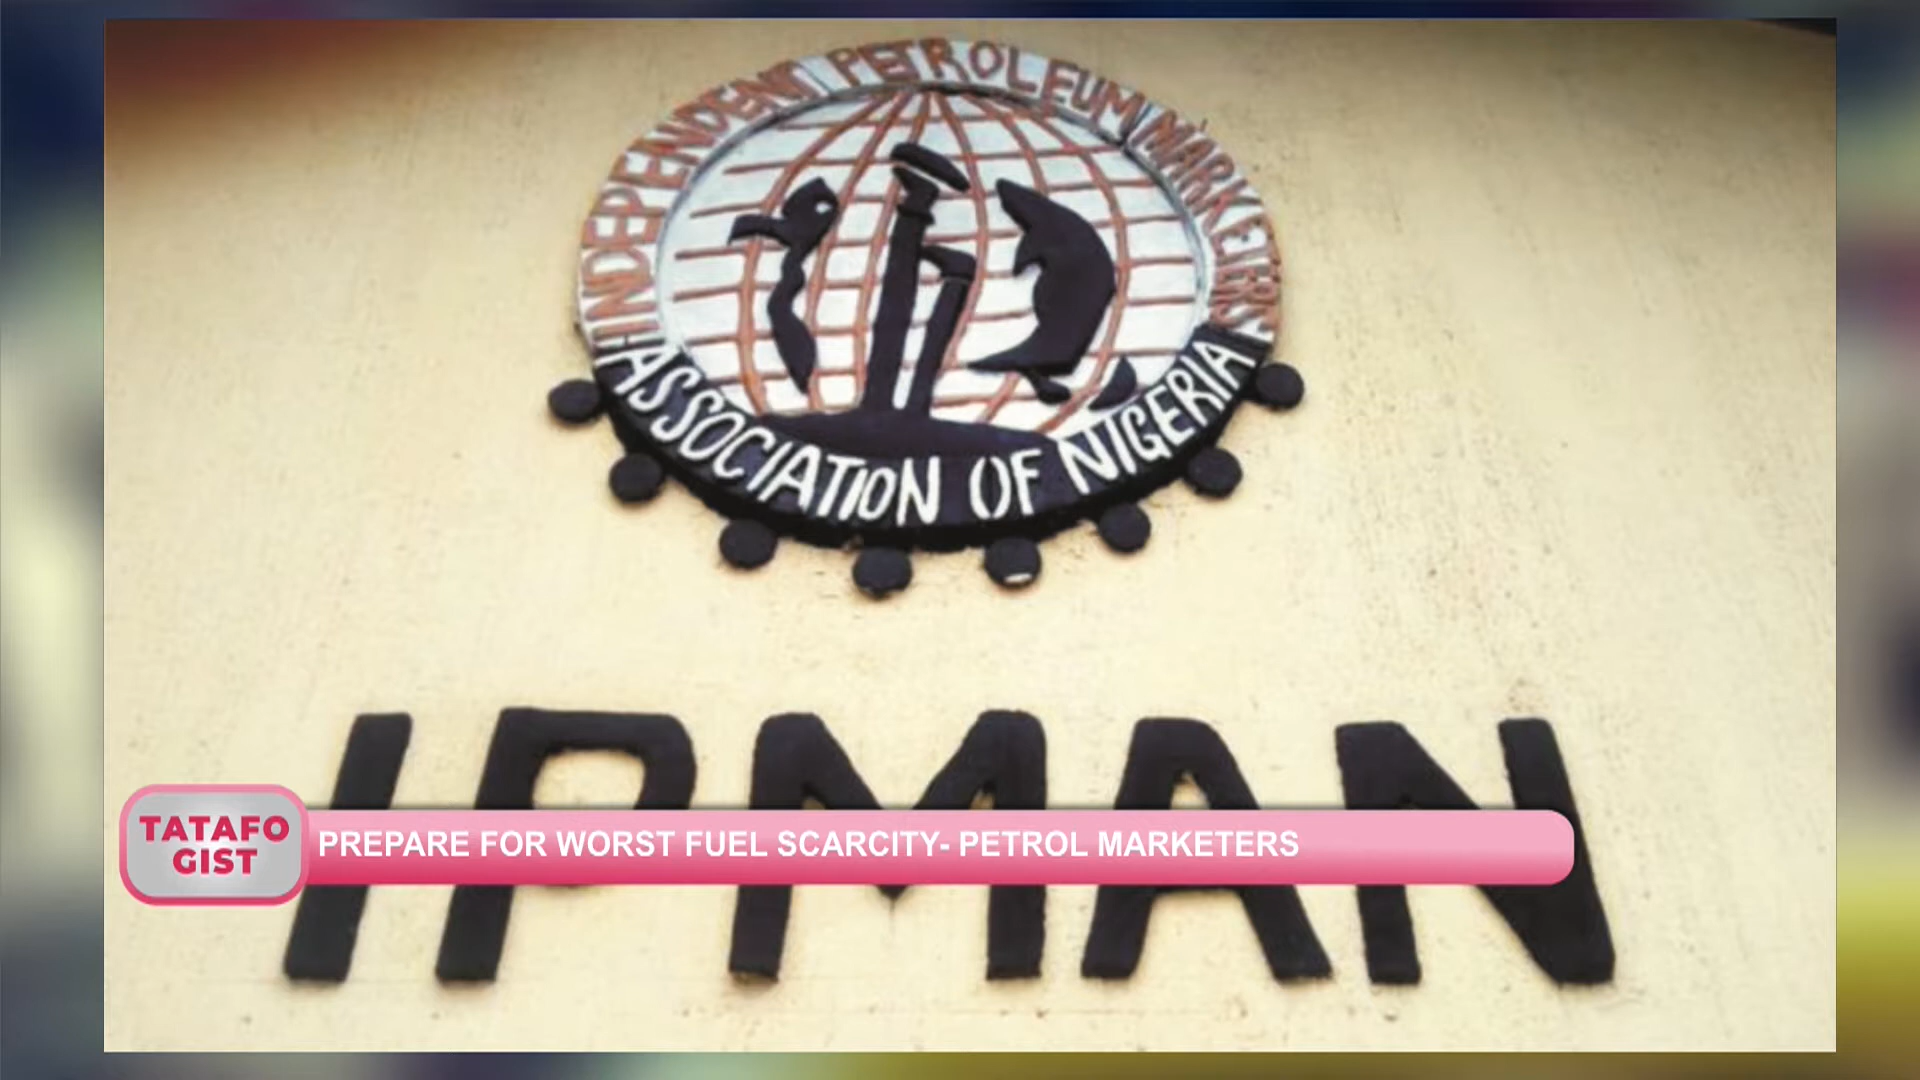 INDEPENDENT PETROLEUM MARKETERS
ASSOCIATION OF NIGERIA
IPMAN
TATAFO
GIST
PREPARE FOR WORST FUEL SCARCITY- PETROL MARKETERS